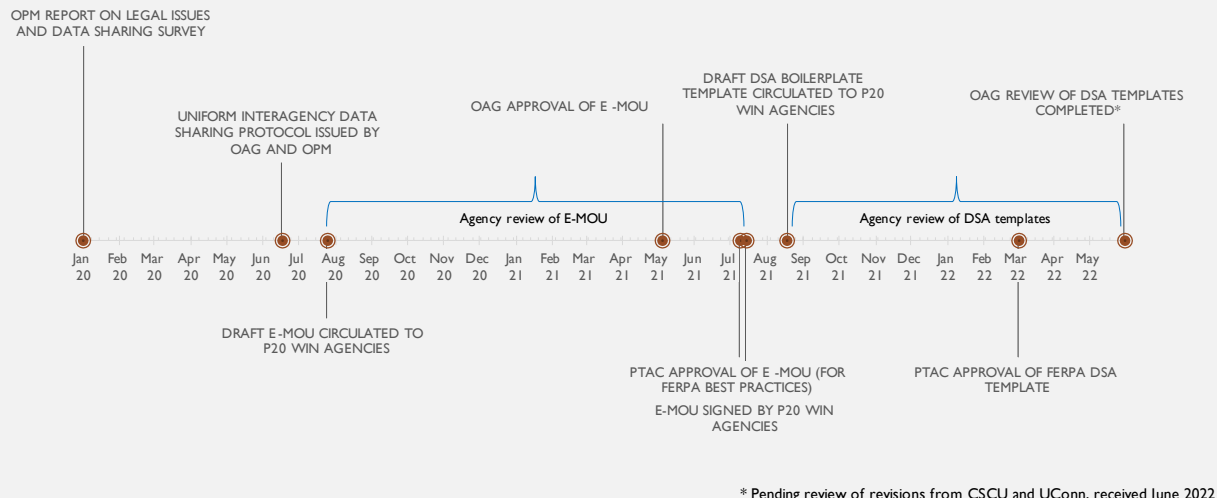 OPM REPORT ON LEGAL ISSUES
AND DATA SHARING SURVEY
UNIFORM INTERAGENCY DATA
SHARING PROTOCOL ISSUED BY
OAG AND OPM
OAG APPROVAL OF E -MOU
DRAFT DSA BOILERPLATE
TEMPLATE CIRCULATED TO P20
WIN AGENCIES
OAG REVIEW OF DSA TEMPLATES
COMPLETED*
Agency review of E-MOU
Agency review of DSA templates
Jan Feb Mar Apr May Jun Jul Aug Sep Oct Nov Dec Jan Feb Mar Apr May Jun Jul Aug Sep Oct Nov Dec Jan Feb Mar Apr May
20 20 20 20 20 20 20 20 20 20 20 20 21 21 21 21 21 21 21 21 21 21 21 21 22 22 22 22 22
DRAFT E-MOU CIRCULATED TO
P20 WIN AGENCIES
PTAC APPROVAL OF E -MOU (FOR
FERPA BEST PRACTICES)
E-MOU SIGNED BY P20 WIN
AGENCIES
PTAC APPROVAL OF FERPA DSA
TEMPLATE
* Pending review of revisions from CSCU and UConn, received June 2022